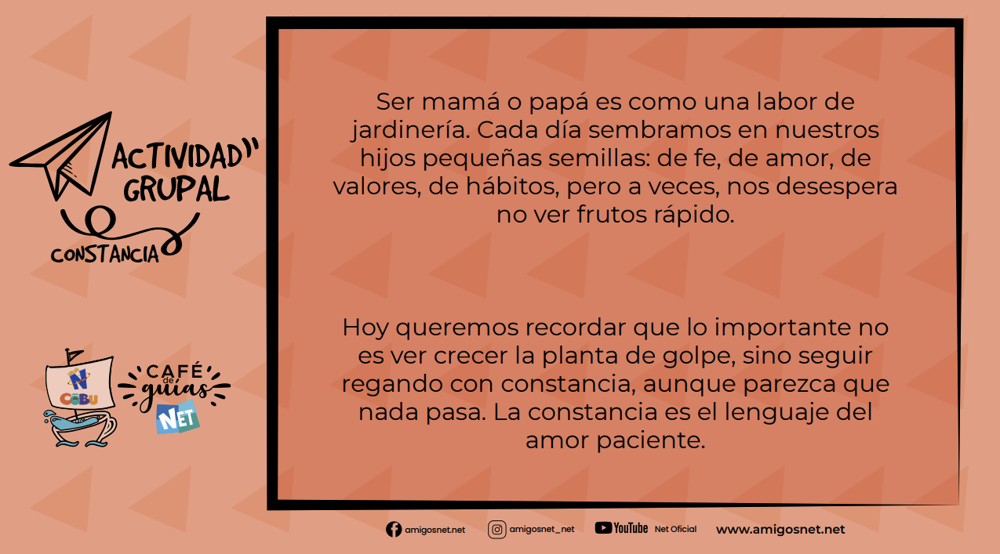 ACTIVIDAD
GRUPAL
CONSTANCIA
N
COBU
CAFÉ
de
guías
NET
Ser mamá o papá es como una labor de
jardinería. Cada día sembramos en nuestros
hijos pequeñas semillas: de fe, de amor, de
valores, de hábitos, pero a veces, nos desespera
no ver frutos rápido.
Hoy queremos recordar que lo importante no
es ver crecer la planta de golpe, sino seguir
regando con constancia, aunque parezca que
nada pasa. La constancia es el lenguaje del
amor paciente.
amigosnet.net
amigosnet_net
YouTube Net Oficial
www.amigosnet.net